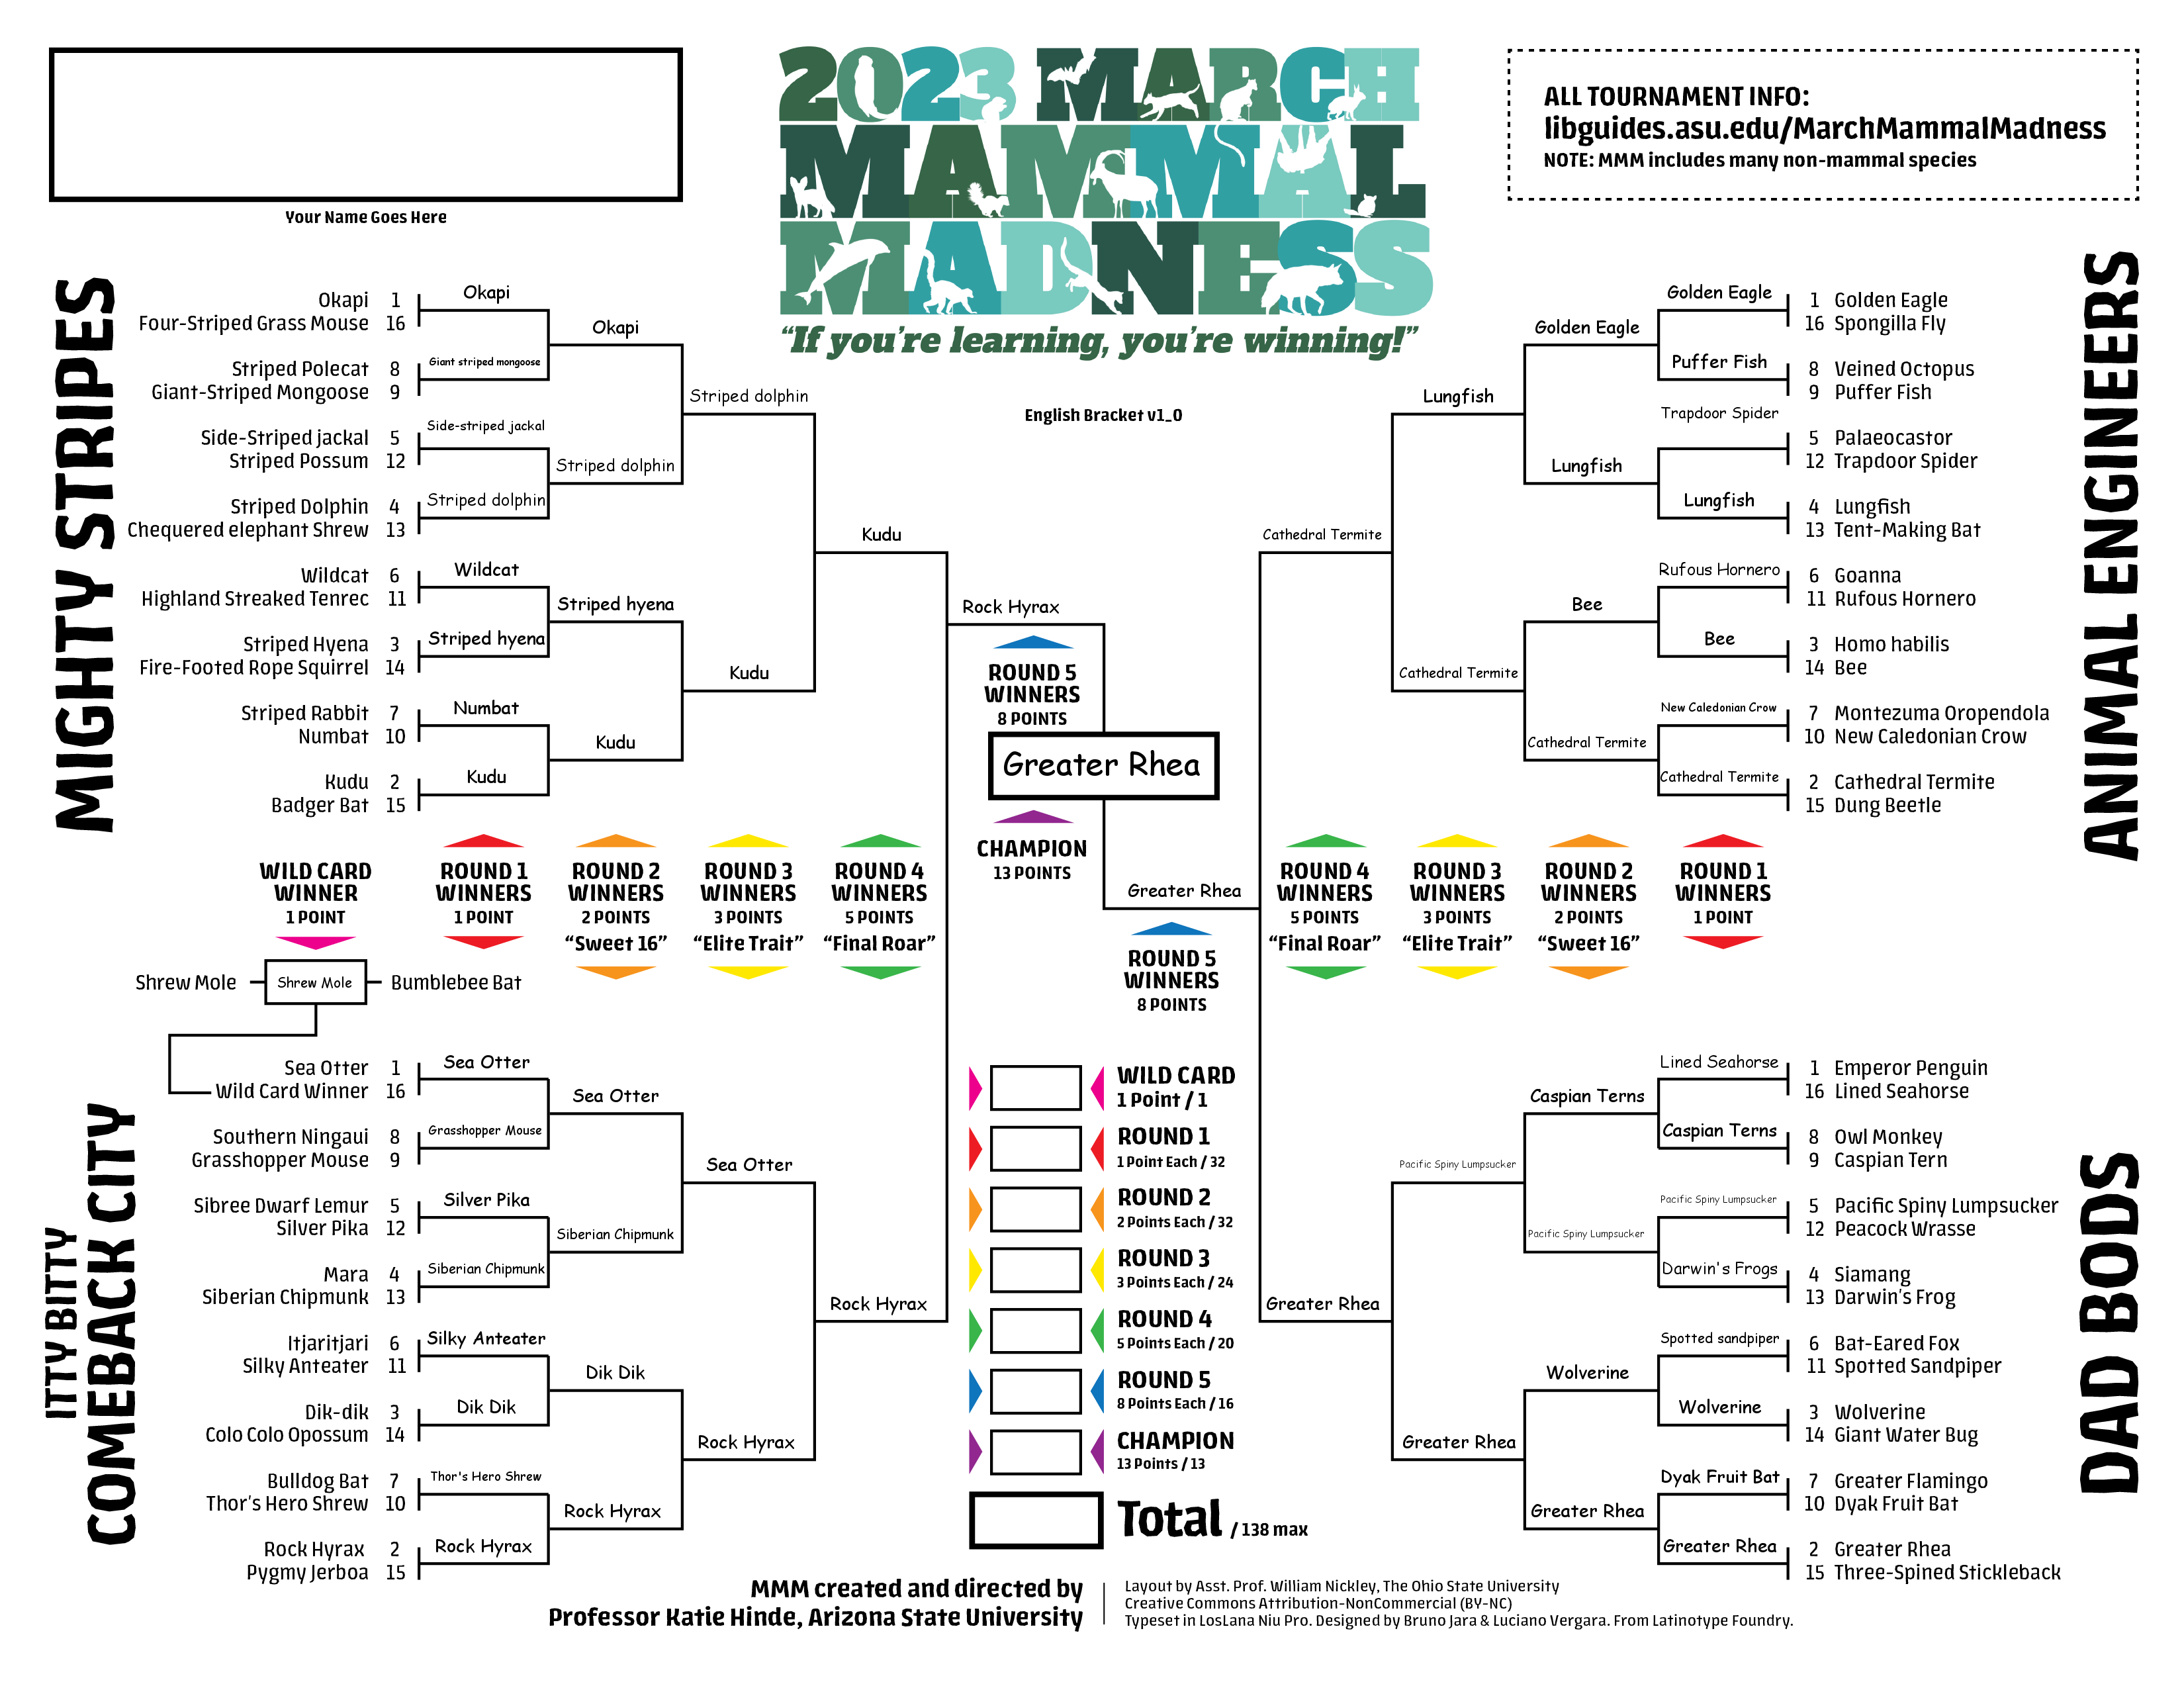 2023 MARCH
MAMMAL
MADNESS
"If you're learning, you're winning!"
English Bracket v1_0
Your Name Goes Here
ALL TOURNAMENT INFO:
libguides.asu.edu/MarchMammalMadness
NOTE: MMM includes many non-mammal species
MIGHTY STRIPES
Okapi 1
Four-Striped Grass Mouse 16
Striped Polecat 8
Giant-Striped Mongoose 9
Side-Striped jackal 5
Striped Possum 12
Striped Dolphin 4
Chequered elephant Shrew 13
Wildcat 6
Highland Streaked Tenrec 11
Striped Hyena 3
Fire-Footed Rope Squirrel 14
Striped Rabbit 7
Numbat 10
Kudu 2
Badger Bat 15
Okapi
Giant striped mongoose
Side-striped jackal
Striped dolphin
Wildcat
Striped hyena
Numbat
Kudu
Okapi
Striped dolphin
Striped hyena
Kudu
Striped dolphin
Kudu
Kudu
Rock Hyrax
ROUND 5
WINNERS
8 POINTS
Greater Rhea
CHAMPION
13 POINTS
Greater Rhea
ROUND 5
WINNERS
8 POINTS
ANIMAL ENGINEERS
1 Golden Eagle
16 Spongilla Fly
8 Veined Octopus
9 Puffer Fish
5 Palaeocastor
12 Trapdoor Spider
4 Lungfish
13 Tent-Making Bat
6 Goanna
11 Rufous Hornero
3 Homo habilis
14 Bee
7 Montezuma Oropendola
10 New Caledonian Crow
2 Cathedral Termite
15 Dung Beetle
Golden Eagle
Puffer Fish
Trapdoor Spider
Lungfish
Rufous Hornero
Bee
New Caledonian Crow
Cathedral Termite
Golden Eagle
Lungfish
Bee
Cathedral Termite
Lungfish
Cathedral Termite
Cathedral Termite
WILD CARD
WINNER
1 POINT
ROUND 1
WINNERS
1 POINT
ROUND 2
WINNERS
2 POINTS
"Sweet 16"
ROUND 3
WINNERS
3 POINTS
"Elite Trait"
ROUND 4
WINNERS
5 POINTS
"Final Roar"
ROUND 4
WINNERS
5 POINTS
"Final Roar"
ROUND 3
WINNERS
3 POINTS
"Elite Trait"
ROUND 2
WINNERS
2 POINTS
"Sweet 16"
ROUND 1
WINNERS
1 POINT
Shrew Mole
Shrew Mole
Bumblebee Bat
ITTY BITTY
COMEBACK CITY
Sea Otter 1
Wild Card Winner 16
Southern Ningaui 8
Grasshopper Mouse 9
Sibree Dwarf Lemur 5
Silver Pika 12
Mara 4
Siberian Chipmunk 13
Itjaritjari 6
Silky Anteater 11
Dik-dik 3
Colo Colo Opossum 14
Bulldog Bat 7
Thor's Hero Shrew 10
Rock Hyrax 2
Pygmy Jerboa 15
Sea Otter
Grasshopper Mouse
Silver Pika
Siberian Chipmunk
Silky Anteater
Dik Dik
Thor's Hero Shrew
Rock Hyrax
Sea Otter
Siberian Chipmunk
Dik Dik
Rock Hyrax
Sea Otter
Rock Hyrax
Rock Hyrax
WILD CARD
1 Point / 1
ROUND 1
1 Point Each / 32
ROUND 2
2 Points Each / 32
ROUND 3
3 Points Each / 24
ROUND 4
5 Points Each / 20
ROUND 5
8 Points Each / 16
CHAMPION
13 Points / 13
Total / 138 max
DAD BODS
1 Emperor Penguin
16 Lined Seahorse
8 Owl Monkey
9 Caspian Tern
5 Pacific Spiny Lumpsucker
12 Peacock Wrasse
4 Siamang
13 Darwin's Frog
6 Bat-Eared Fox
11 Spotted Sandpiper
3 Wolverine
14 Giant Water Bug
7 Greater Flamingo
10 Dyak Fruit Bat
2 Greater Rhea
15 Three-Spined Stickleback
Lined Seahorse
Caspian Terns
Pacific Spiny Lumpsucker
Darwin's Frogs
Spotted sandpiper
Wolverine
Dyak Fruit Bat
Greater Rhea
Caspian Terns
Pacific Spiny Lumpsucker
Wolverine
Greater Rhea
Pacific Spiny Lumpsucker
Greater Rhea
Greater Rhea
MMM created and directed by
Professor Katie Hinde, Arizona State University
Layout by Asst. Prof. William Nickley, The Ohio State University
Creative Commons Attribution-NonCommercial (BY-NC)
Typeset in LosLana Niu Pro. Designed by Bruno Jara & Luciano Vergara. From Latinotype Foundry.